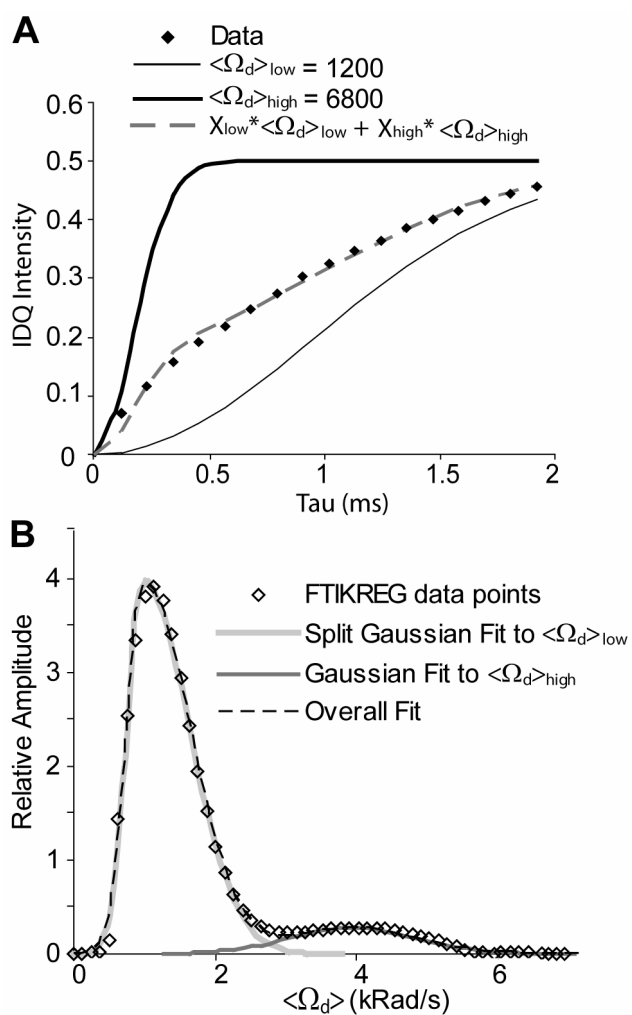 A
Data
<Ωd>low = 1200
<Ωd>high = 6800
Xlow*<Ωd>low + Xhigh* <Ωd>high
0.6
0.5
0.4
0.3
0.2
0.1
0
IDQ Intensity
0 0.5 1 1.5 2
Tau (ms)
B
4
3
2
1
0
Relative Amplitude
FTIKREG data points
Split Gaussian Fit to <Ωd>low
Gaussian Fit to <Ωd>high
Overall Fit
0 2 4 6
<Ωd> (kRad/s)